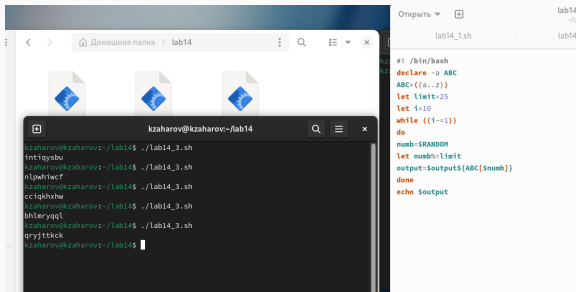 Домашняя папка / lab14
kzaharov@kzaharov:~/lab14
kzaharov@kzaharov:~/lab14$ ./lab14_3.sh
intiqysbu
kzaharov@kzaharov:~/lab14$ ./lab14_3.sh
nlpwhiwcf
kzaharov@kzaharov:~/lab14$ ./lab14_3.sh
cciqkhxhw
kzaharov@kzaharov:~/lab14$ ./lab14_3.sh
bhlmryqql
kzaharov@kzaharov:~/lab14$ ./lab14_3.sh
qryjttkck
kzaharov@kzaharov:~/lab14$
Открыть
lab14
lab14_1.sh
lab14
#! /bin/bash
declare -a ABC
ABC=({a..z})
let limit=25
let i=10
while ((i-=1))
do
numb=$RANDOM
let numb%=limit
output=$output${ABC[$numb]}
done
echo $output